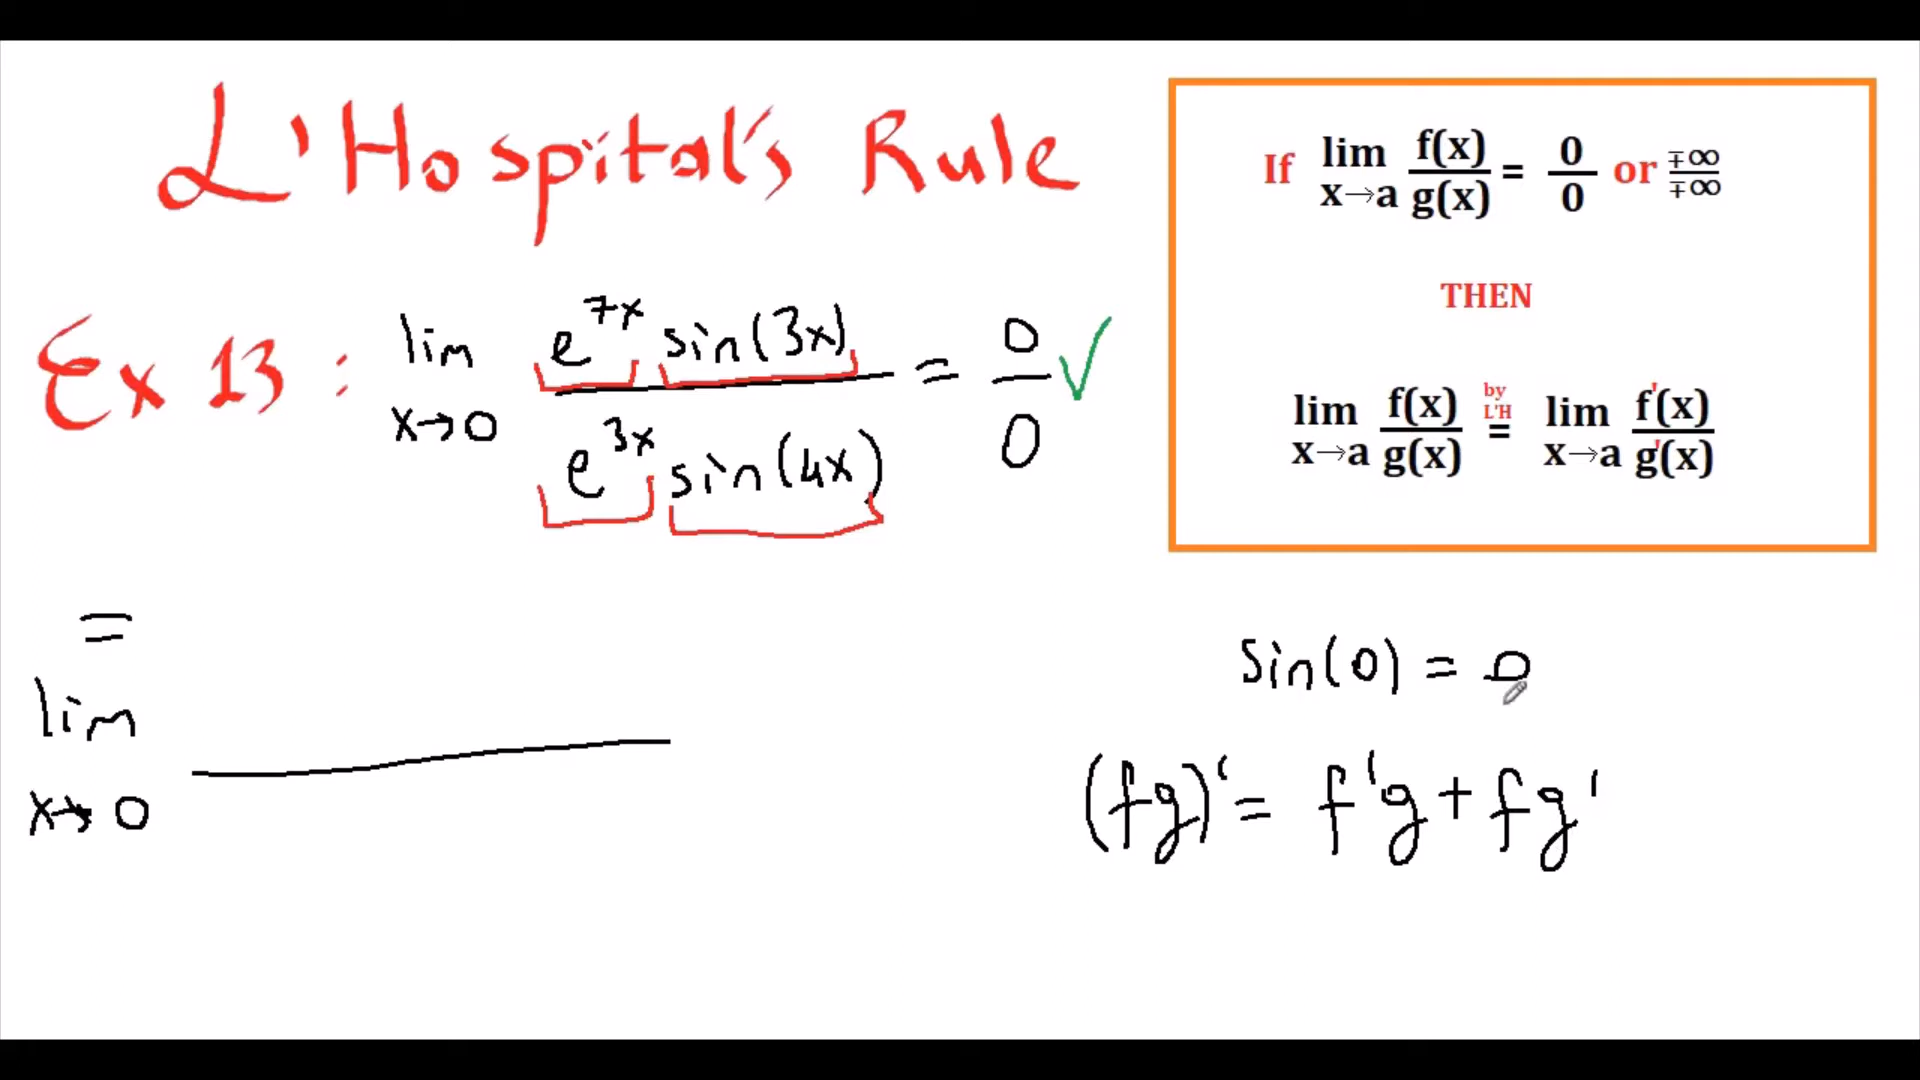 L'Hospital's Rule
Ex 13 : lim x→0 e^7x sin(3x) / e^3x sin(4x) = 0/0 ✓
If lim x→a f(x)/g(x) = 0/0 or ∓∞/∓∞
THEN
lim x→a f(x)/g(x) by L'H = lim x→a f'(x)/g'(x)
=
lim x→0
sin(0) = 0
(fg)' = f'g + fg'